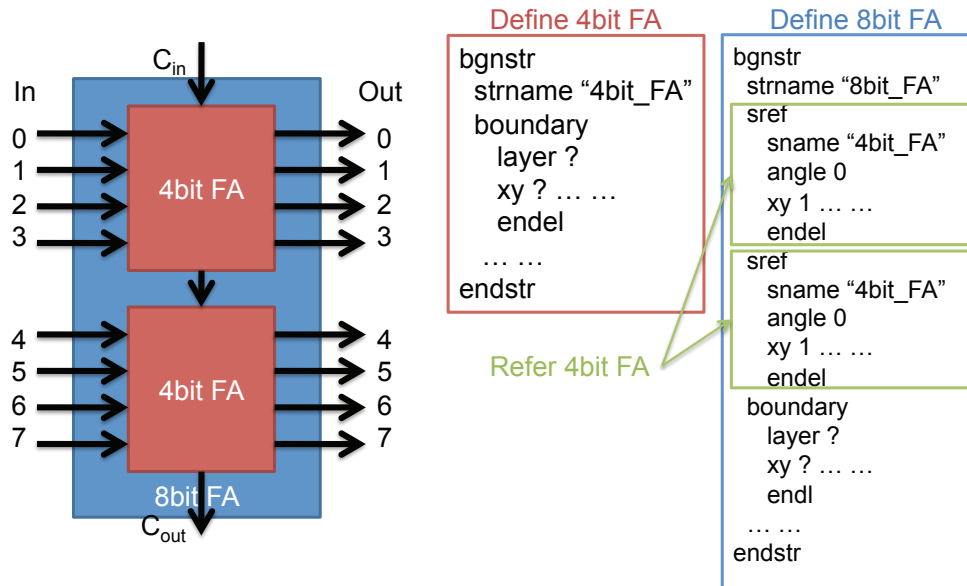 C_in
In
Out
0
1
2
3
4bit FA
0
1
2
3
4
5
6
7
4bit FA
4
5
6
7
8bit FA
C_out
Define 4bit FA
bgnstr
strname “4bit_FA”
boundary
layer ?
xy ? … …
endel
… …
endstr
Refer 4bit FA
Define 8bit FA
bgnstr
strname “8bit_FA”
sref
sname “4bit_FA”
angle 0
xy 1 … …
endel
sref
sname “4bit_FA”
angle 0
xy 1 … …
endel
boundary
layer ?
xy ? … …
endl
… …
endstr